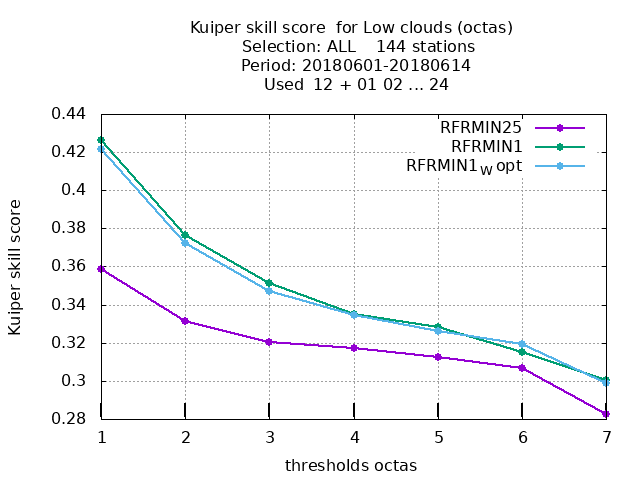 Kuiper skill score  for Low clouds (octas)
Selection: ALL    144 stations
Period: 20180601-20180614
Used  12 + 01 02 ... 24
RFRMIN25
RFRMIN1
RFRMIN1W opt
0.44
0.42
0.4
0.38
0.36
0.34
0.32
0.3
0.28
Kuiper skill score
1 2 3 4 5 6 7
thresholds octas